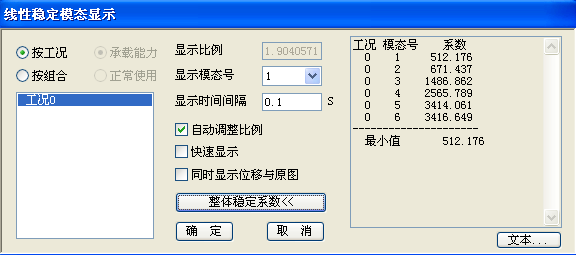 线性稳定模态显示
按工况
承载能力
按组合
正常使用
工况0
显示比例
1.9040571
显示模态号
1
显示时间间隔
0.1
S
自动调整比例
快速显示
同时显示位移与原图
整体稳定系数<<
确 定
取 消
工况 模态号 系数
0 1 512.176
0 2 671.437
0 3 1486.862
0 4 2565.789
0 5 3414.061
0 6 3416.649
----------------------
最小值 512.176
文本...